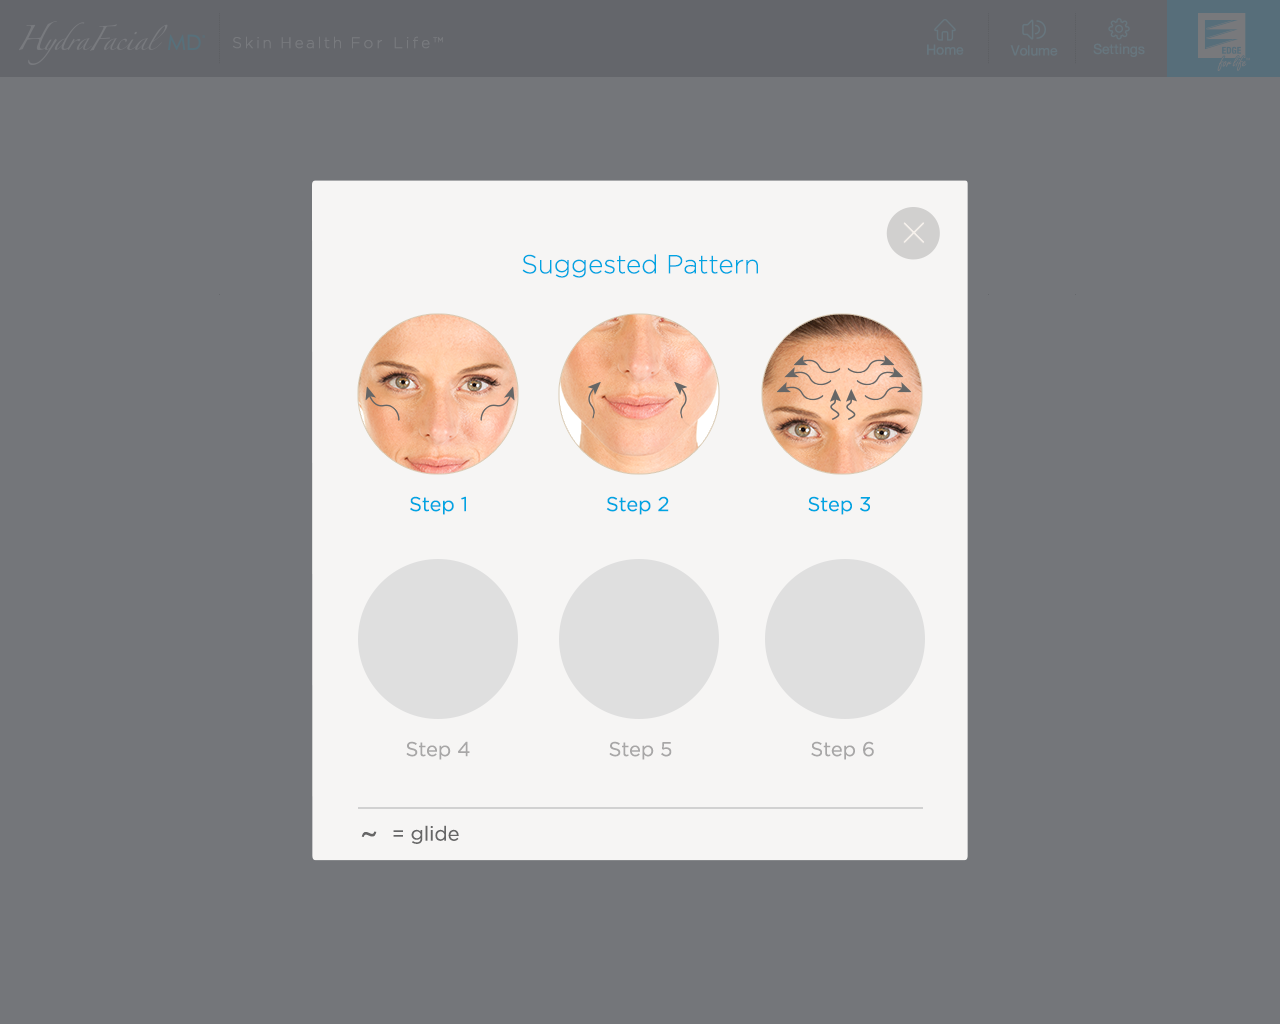 HydraFacial MD
Skin Health For Life™
Home
Volume
Settings
EDGE
for life
Suggested Pattern
Step 1
Step 2
Step 3
Step 4
Step 5
Step 6
~ = glide